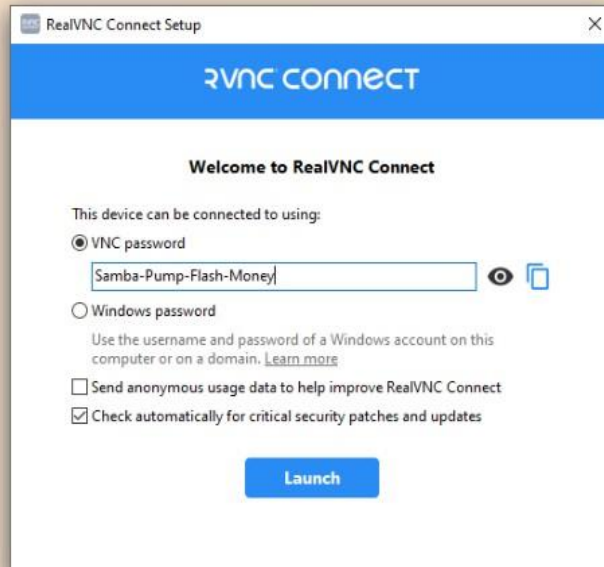 RealVNC Connect Setup
RVNC CONNECT
Welcome to RealVNC Connect
This device can be connected to using:
VNC password
Samba-Pump-Flash-Money
Windows password
Use the username and password of a Windows account on this
computer or on a domain. Learn more
Send anonymous usage data to help improve RealVNC Connect
Check automatically for critical security patches and updates
Launch